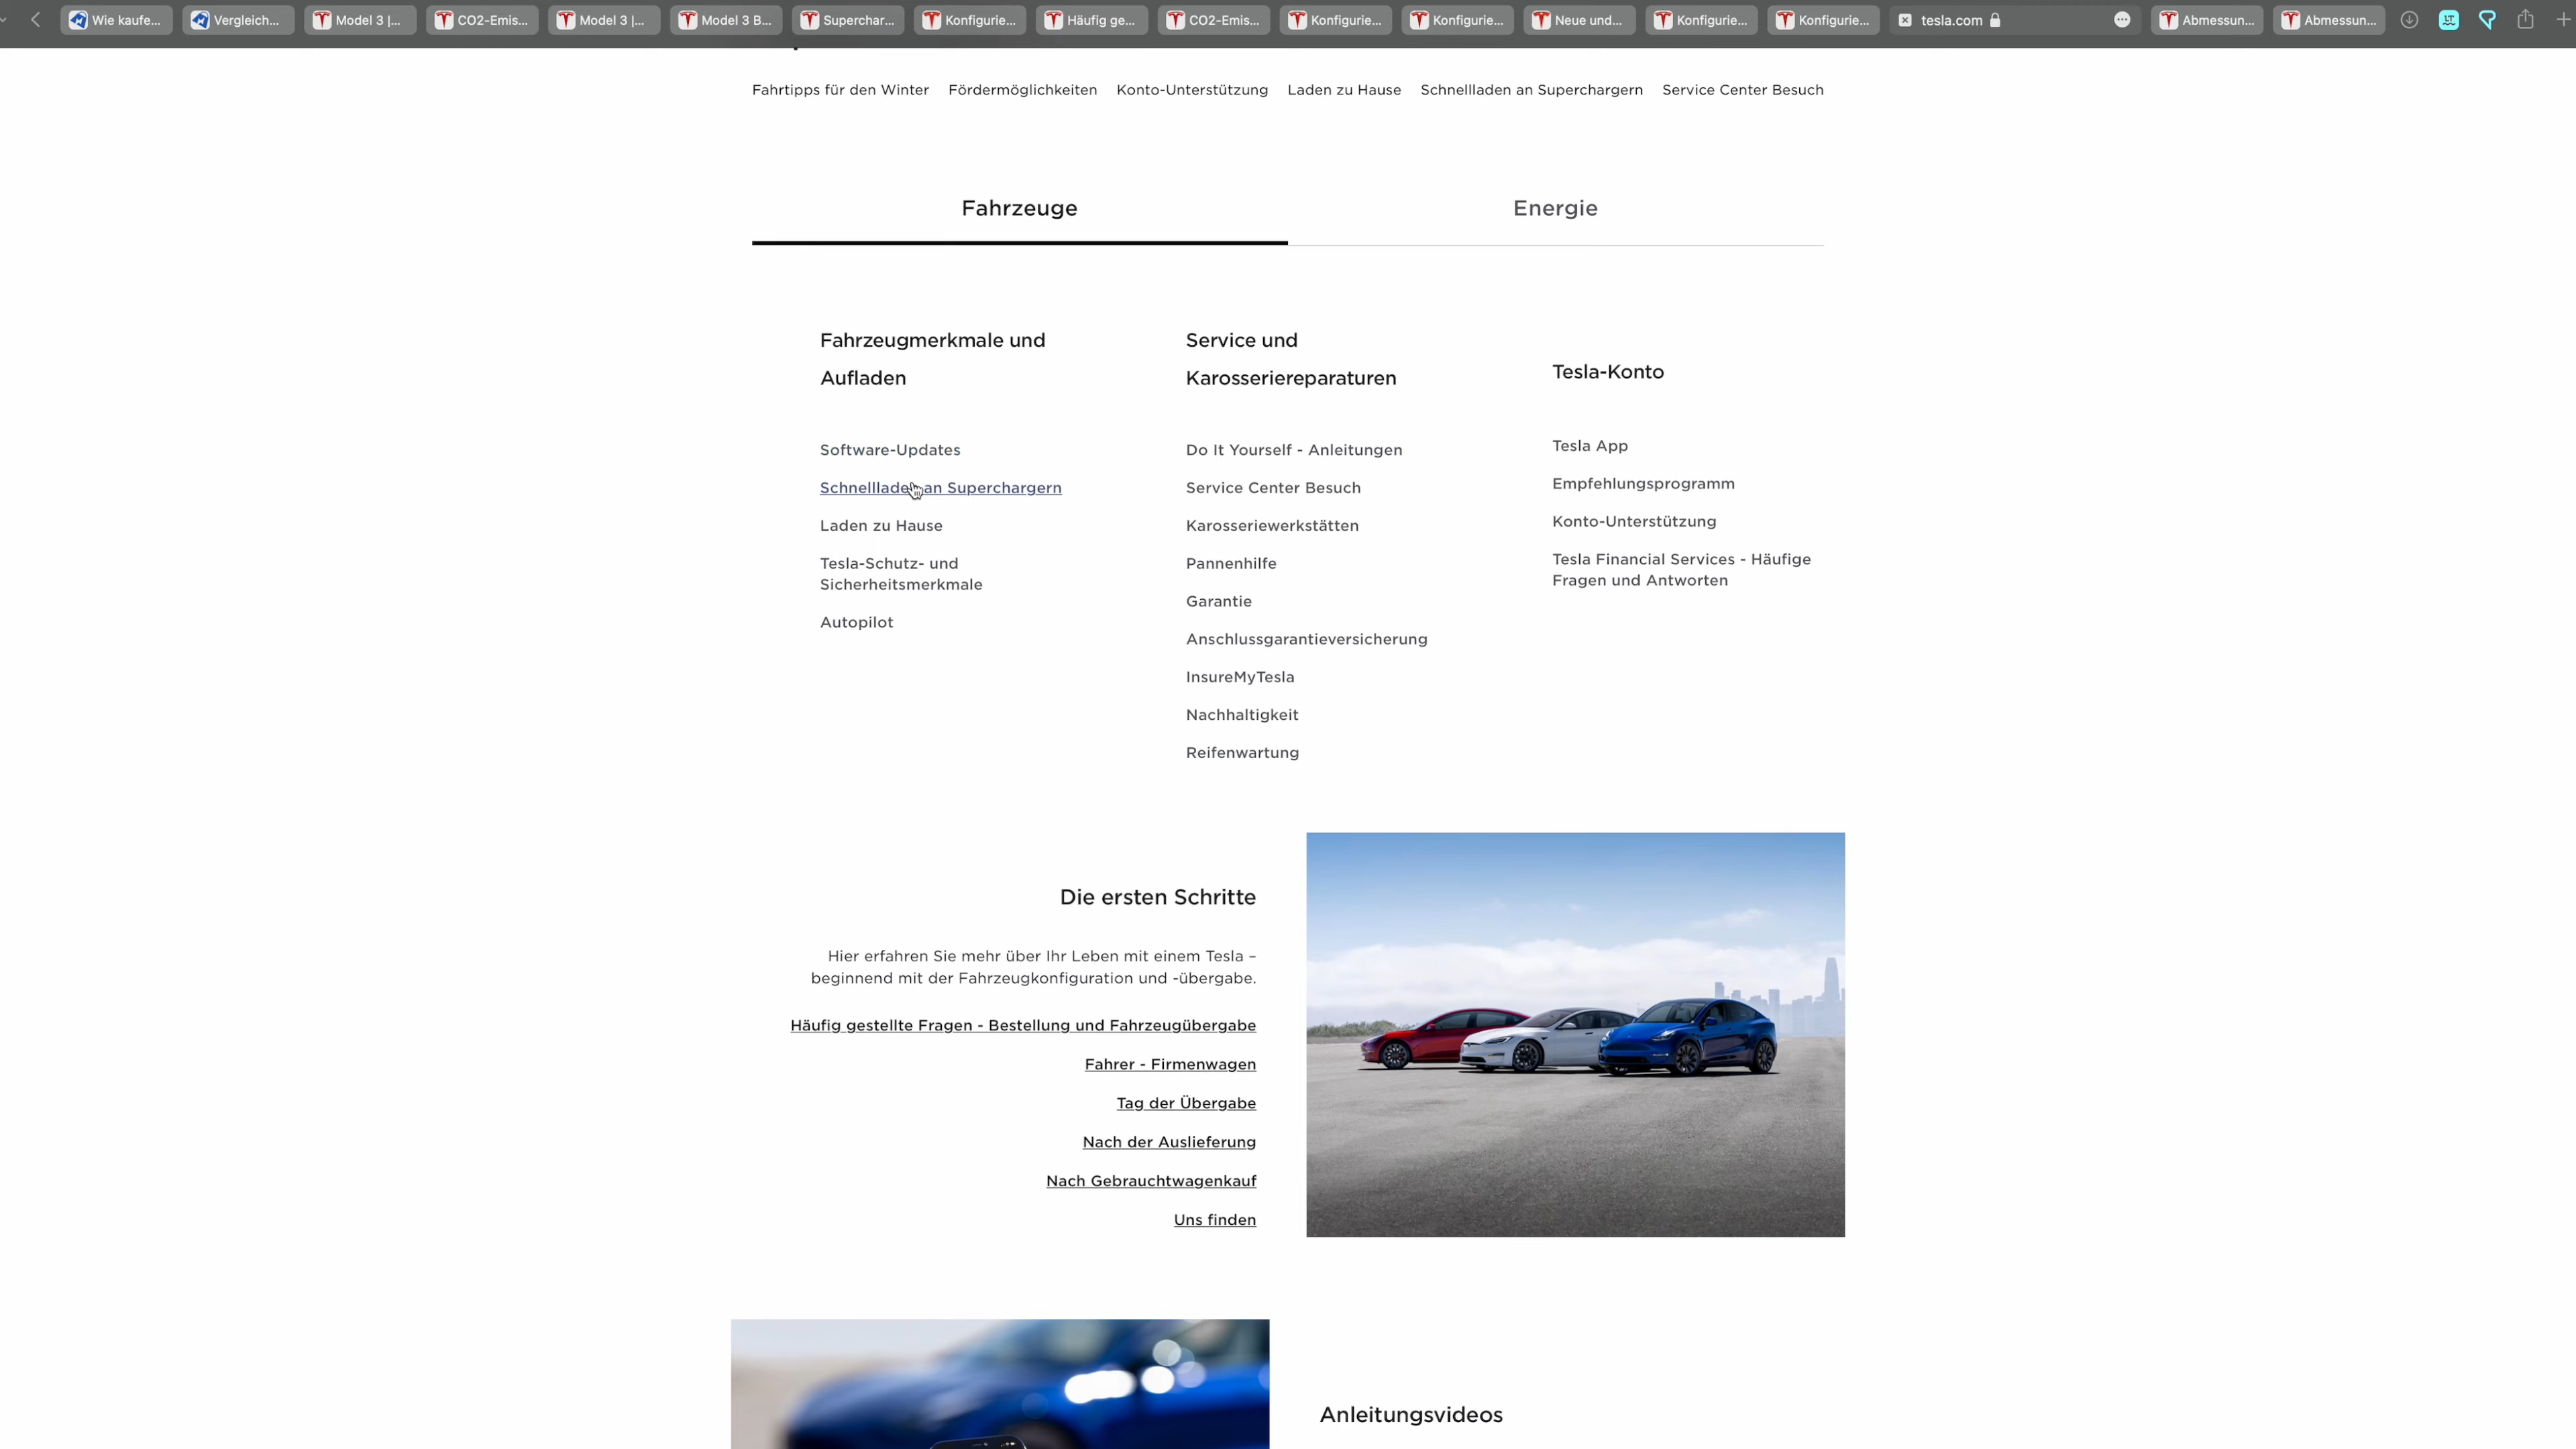 Wie kaufe...
Vergleich...
Model 3 |...
CO2-Emis...
Model 3 |...
Model 3 B...
Superchar...
Konfigurie...
Häufig ge...
CO2-Emis...
Konfigurie...
Konfigurie...
Neue und...
Konfigurie...
Konfigurie...
tesla.com
Abmessun...
Abmessun...
LT
Fahrtipps für den Winter
Fördermöglichkeiten
Konto-Unterstützung
Laden zu Hause
Schnellladen an Superchargern
Service Center Besuch
Fahrzeuge
Energie
Fahrzeugmerkmale und
Aufladen
Software-Updates
Schnellladen an Superchargern
Laden zu Hause
Tesla-Schutz- und
Sicherheitsmerkmale
Autopilot
Service und
Karosseriereparaturen
Do It Yourself - Anleitungen
Service Center Besuch
Karosseriewerkstätten
Pannenhilfe
Garantie
Anschlussgarantieversicherung
InsureMyTesla
Nachhaltigkeit
Reifenwartung
Tesla-Konto
Tesla App
Empfehlungsprogramm
Konto-Unterstützung
Tesla Financial Services - Häufige
Fragen und Antworten
Die ersten Schritte
Hier erfahren Sie mehr über Ihr Leben mit einem Tesla –
beginnend mit der Fahrzeugkonfiguration und -übergabe.
Häufig gestellte Fragen - Bestellung und Fahrzeugübergabe
Fahrer - Firmenwagen
Tag der Übergabe
Nach der Auslieferung
Nach Gebrauchtwagenkauf
Uns finden
Anleitungsvideos